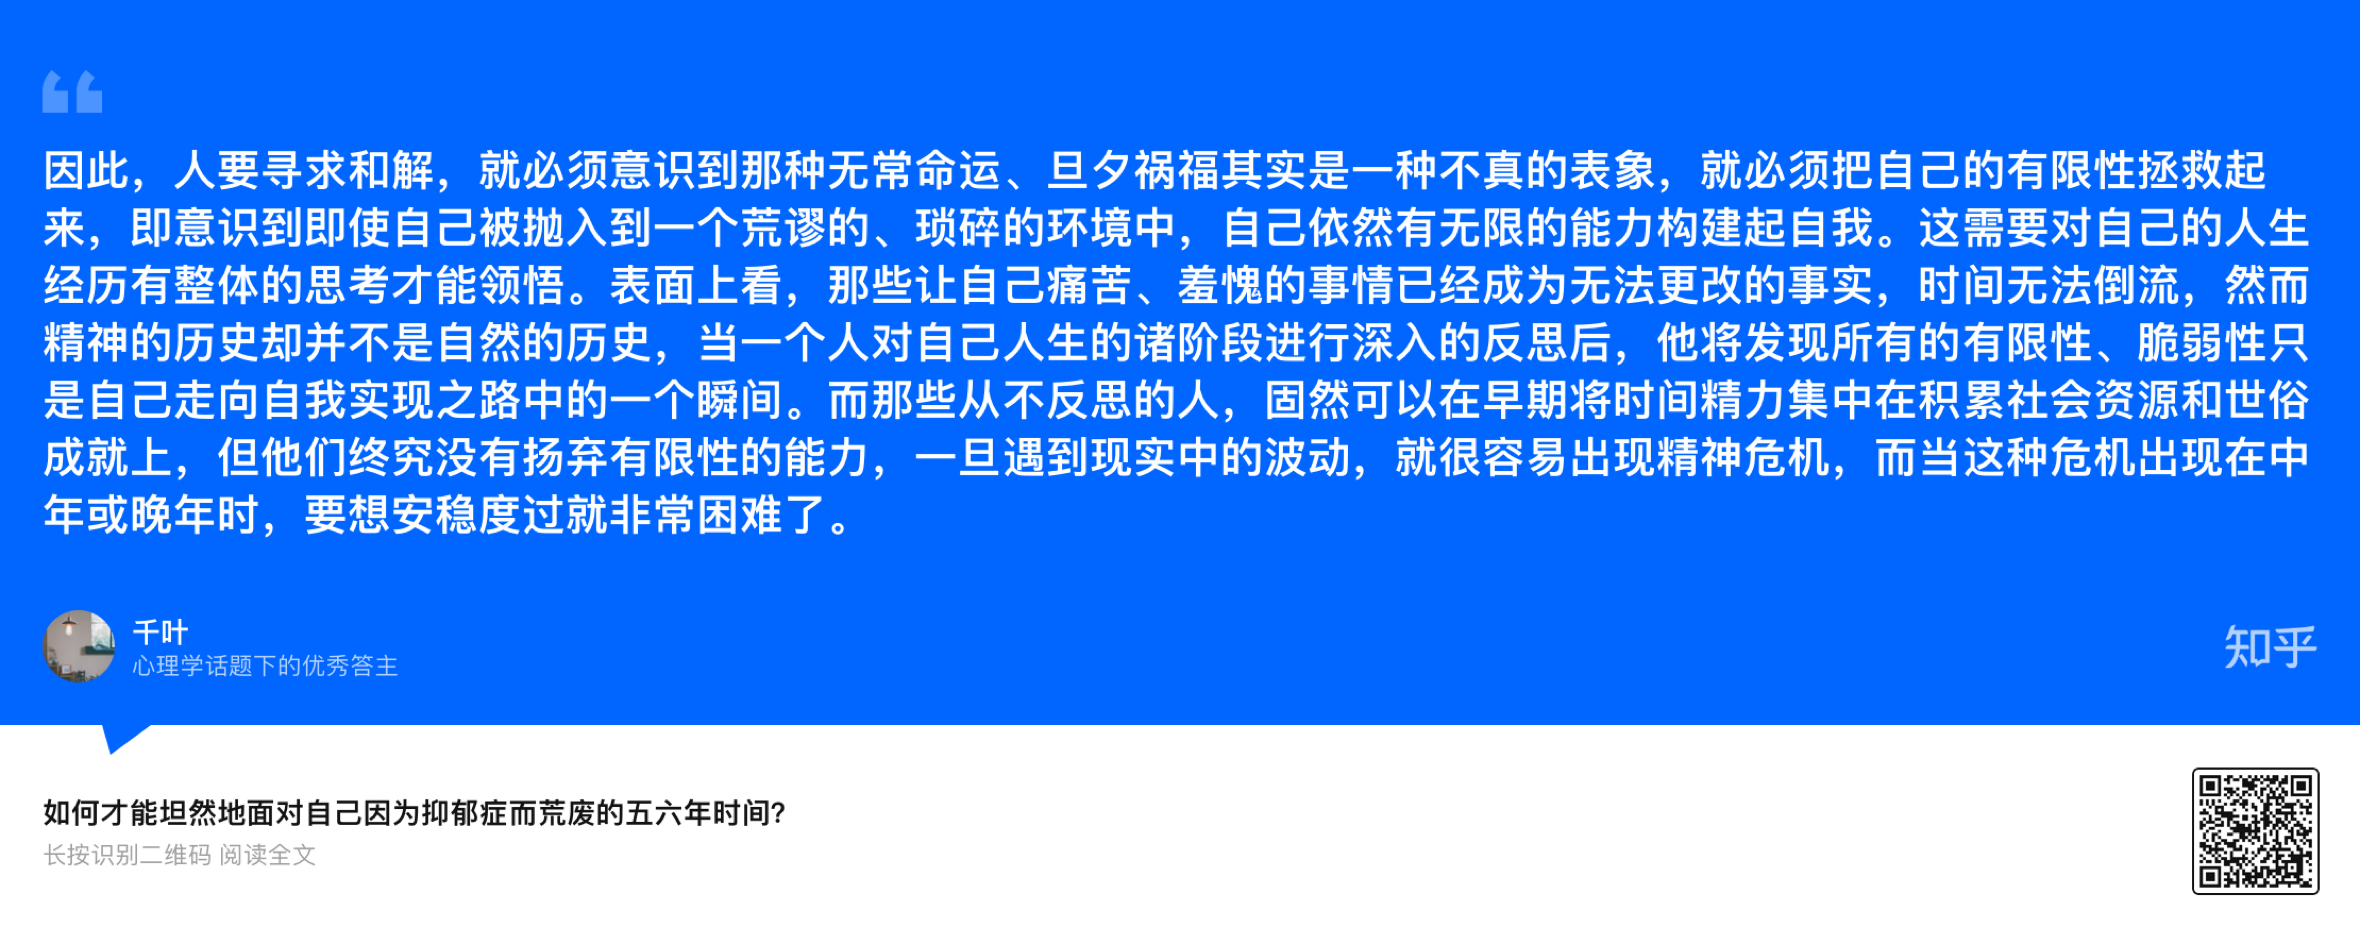 因此，人要寻求和解，就必须意识到那种无常命运、旦夕祸福其实是一种不真的表象，就必须把自己的有限性拯救起
来，即意识到即使自己被抛入到一个荒谬的、琐碎的环境中，自己依然有无限的能力构建起自我。这需要对自己的人生
经历有整体的思考才能领悟。表面上看，那些让自己痛苦、羞愧的事情已经成为无法更改的事实，时间无法倒流，然而
精神的历史却并不是自然的历史，当一个人对自己人生的诸阶段进行深入的反思后，他将发现所有的有限性、脆弱性只
是自己走向自我实现之路中的一个瞬间。而那些从不反思的人，固然可以在早期将时间精力集中在积累社会资源和世俗
成就上，但他们终究没有扬弃有限性的能力，一旦遇到现实中的波动，就很容易出现精神危机，而当这种危机出现在中
年或晚年时，要想安稳度过就非常困难了。
千叶
心理学话题下的优秀答主
知乎
如何才能坦然地面对自己因为抑郁症而荒废的五六年时间?
长按识别二维码 阅读全文